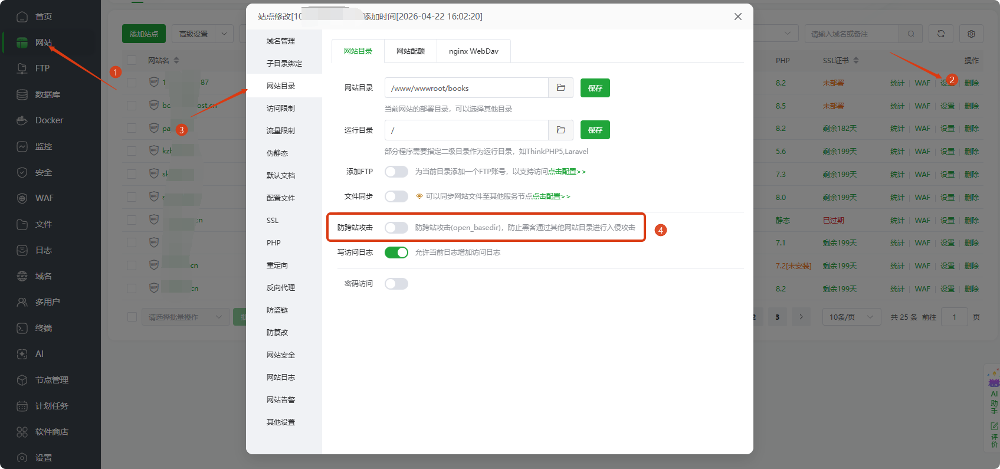 首页
网站
FTP
数据库
Docker
监控
安全
WAF
文件
日志
域名
多用户
终端
AI
节点管理
计划任务
软件商店
设置
1
添加站点
高级设置
请输入域名或备注
网站名
PHP
SSL证书
操作
1 87
8.2
未部署
统计 WAF 设置 删除
2
ost.cn
8.5
未部署
统计 WAF 设置 删除
pa
3
8.2
剩余182天
统计 WAF 设置 删除
kz
5.6
剩余199天
统计 WAF 设置 删除
7.3
剩余199天
统计 WAF 设置 删除
8.0
剩余199天
统计 WAF 设置 删除
cn
静态
已过期
统计 WAF 设置 删除
7.1
剩余199天
统计 WAF 设置 删除
cn
7.2[未安装]
剩余199天
统计 WAF 设置 删除
cn
8.2
剩余199天
统计 WAF 设置 删除
请选择批量操作
批
2
3
10条/页
共 25 条
前往
1
页
站点修改[10 添加时间[2026-04-22 16:02:20]
域名管理
子目录绑定
网站目录
访问限制
流量限制
伪静态
默认文档
配置文件
SSL
PHP
重定向
反向代理
防盗链
防篡改
网站安全
网站日志
网站告警
其他设置
网站目录
网站配额
nginx WebDav
网站目录
/www/wwwroot/books
保存
当前网站的部署目录，可以选择其他目录
运行目录
/
保存
部分程序需要指定二级目录作为运行目录，如ThinkPHP5,Laravel
添加FTP
为当前目录添加一个FTP账号，以支持访问点击配置>>
文件同步
可以同步网站文件至其他服务节点点击配置>>
防跨站攻击
防跨站攻击(open_basedir)，防止黑客通过其他网站目录进行入侵攻击
4
写访问日志
允许当前日志增加访问日志
密码访问
AI
助
手
评
价